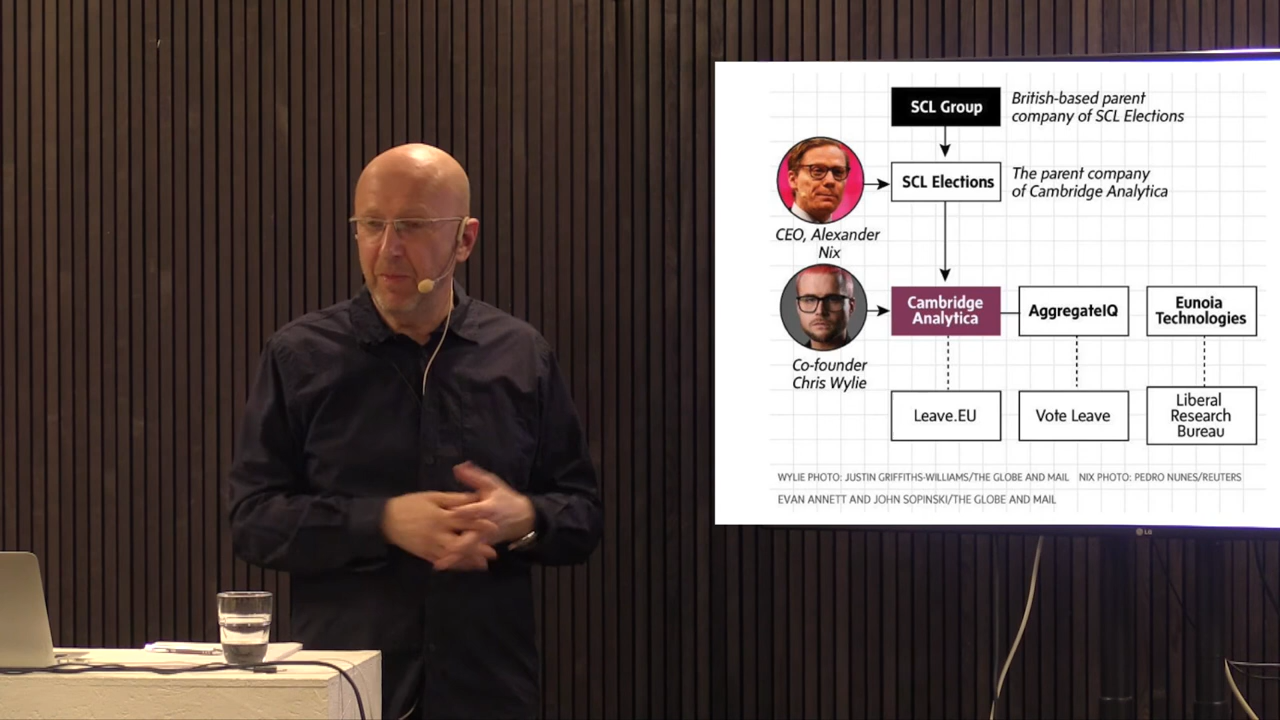 SCL Group
British-based parent
company of SCL Elections
SCL Elections
The parent company
of Cambridge Analytica
CEO, Alexander
Nix
Cambridge
Analytica
AggregateIQ
Eunoia
Technologies
Co-founder
Chris Wylie
Leave.EU
Vote Leave
Liberal
Research
Bureau
WYLIE PHOTO: JUSTIN GRIFFITHS-WILLIAMS/THE GLOBE AND MAIL NIX PHOTO: PEDRO NUNES/REUTERS
EVAN ANNETT AND JOHN SOPINSKI/THE GLOBE AND MAIL
LG